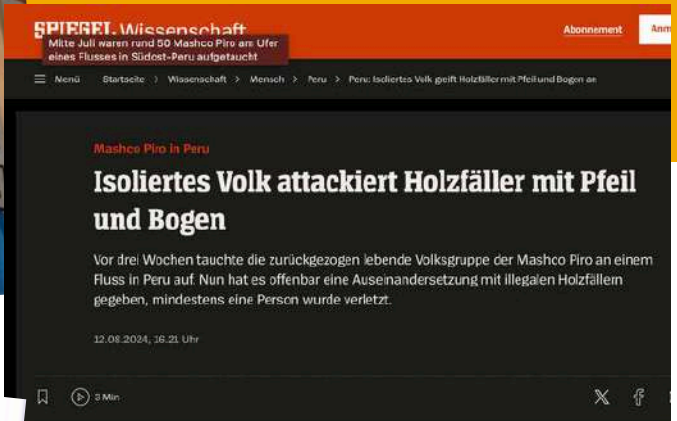 SPIEGEL Wissenschaft
Abonnement
Mitte Juli waren rund 50 Mashco Piro am Ufer
eines Flusses in Südost-Peru aufgetaucht
Menü Startseite > Wissenschaft > Mensch > Peru > Peru: Isoliertes Volk greift Holzfäller mit Pfeil und Bogen an
Mashco Piro in Peru
Isoliertes Volk attackiert Holzfäller mit Pfeil
und Bogen
Vor drei Wochen tauchte die zurückgezogen lebende Volksgruppe der Mashco Piro an einem
Fluss in Peru auf. Nun hat es offenbar eine Auseinandersetzung mit illegalen Holzfällern
gegeben, mindestens eine Person wurde verletzt.
12.08.2024, 16.21 Uhr
3 Min